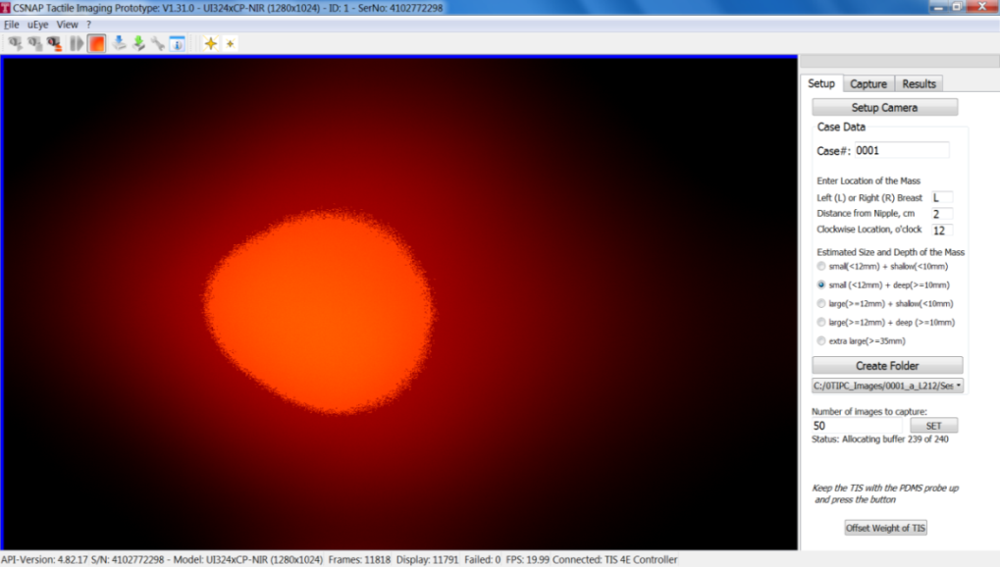 CSNAP Tactile Imaging Prototype: V1.31.0 - UI324xCP-NIR (1280x1024) - ID: 1 - SerNo: 4102772298
File uEye View ?
Setup Capture Results
Setup Camera
Case Data
Case#: 0001
Enter Location of the Mass
Left (L) or Right (R) Breast L
Distance from Nipple, cm 2
Clockwise Location, o'clock 12
Estimated Size and Depth of the Mass
small(<12mm) + shalow(<10mm)
small (<12mm) + deep(>=10mm)
large(>=12mm) + shalow(<10mm)
large(>=12mm) + deep (>=10mm)
extra large(>=35mm)
Create Folder
C:/0TIPC_Images/0001_a_L212/Ses
Number of images to capture:
50 SET
Status: Allocating buffer 239 of 240
Keep the TIS with the PDMS probe up
and press the button
Offset Weight of TIS
API-Version: 4.82.17 S/N: 4102772298 - Model: UI324xCP-NIR (1280x1024) Frames: 11818 Display: 11791 Failed: 0 FPS: 19.99 Connected: TIS 4E Controller